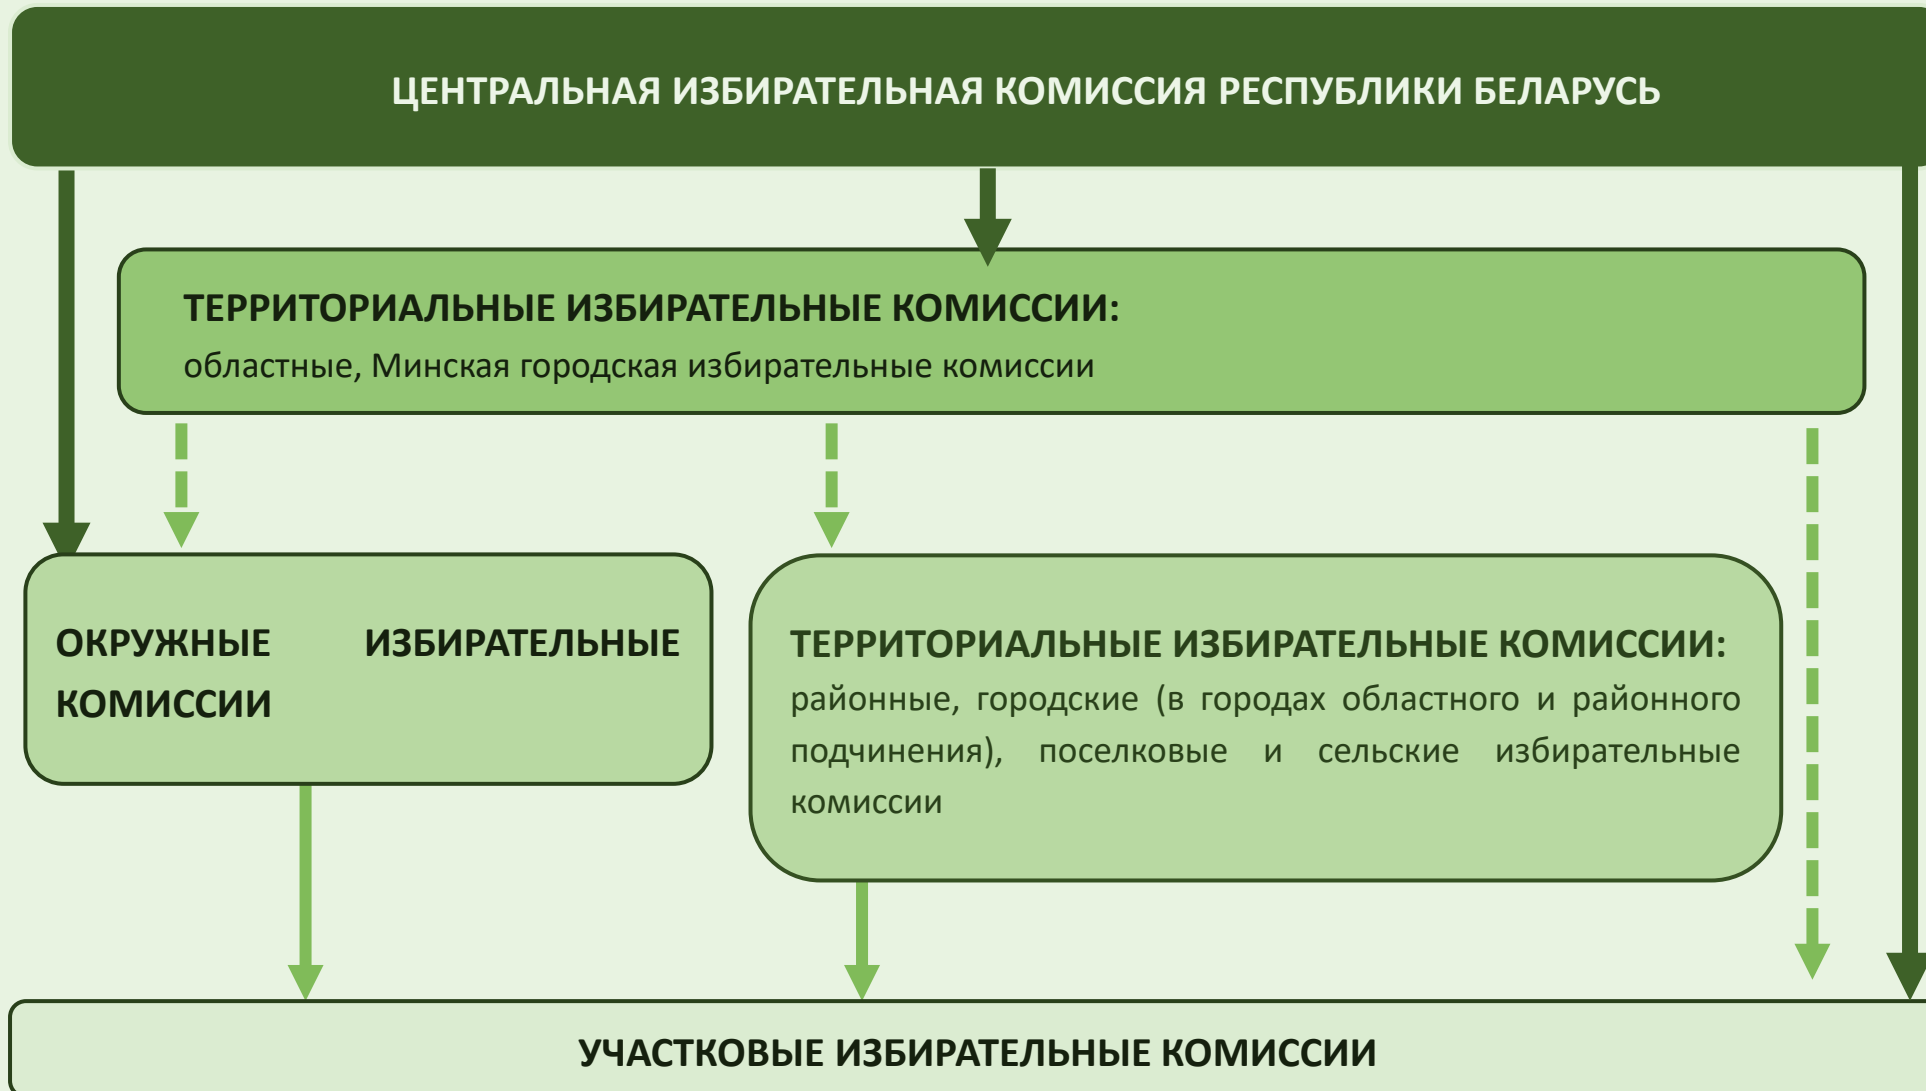 ЦЕНТРАЛЬНАЯ ИЗБИРАТЕЛЬНАЯ КОМИССИЯ РЕСПУБЛИКИ БЕЛАРУСЬ
ТЕРРИТОРИАЛЬНЫЕ ИЗБИРАТЕЛЬНЫЕ КОМИССИИ:
областные, Минская городская избирательные комиссии
ОКРУЖНЫЕ ИЗБИРАТЕЛЬНЫЕ
КОМИССИИ
ТЕРРИТОРИАЛЬНЫЕ ИЗБИРАТЕЛЬНЫЕ КОМИССИИ:
районные, городские (в городах областного и районного
подчинения), поселковые и сельские избирательные
комиссии
УЧАСТКОВЫЕ ИЗБИРАТЕЛЬНЫЕ КОМИССИИ